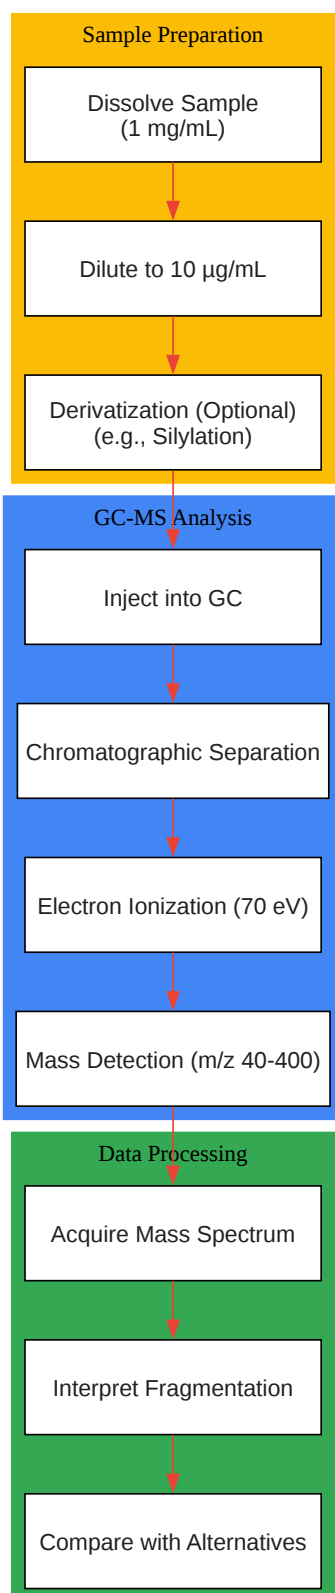 Sample Preparation
Dissolve Sample
(1 mg/mL)
Dilute to 10 µg/mL
Derivatization (Optional)
(e.g., Silylation)
GC-MS Analysis
Inject into GC
Chromatographic Separation
Electron Ionization (70 eV)
Mass Detection (m/z 40-400)
Data Processing
Acquire Mass Spectrum
Interpret Fragmentation
Compare with Alternatives